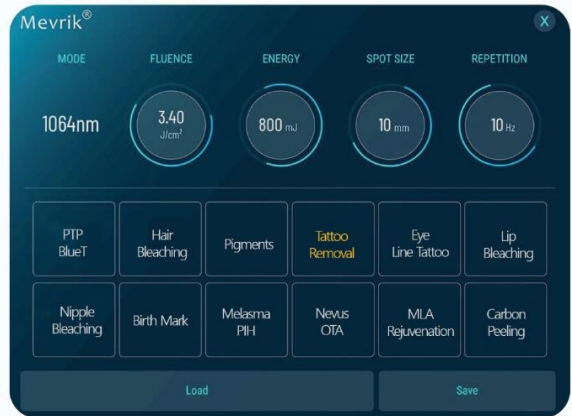 Mevrik®
X
MODE
FLUENCE
ENERGY
SPOT SIZE
REPETITION
1064nm
3.40
J/cm²
800 mJ
10 mm
10 Hz
PTP
BlueT
Hair
Bleaching
Pigments
Tattoo
Removal
Eye
Line Tattoo
Lip
Bleaching
Nipple
Bleaching
Birth Mark
Melasma
PIH
Nevus
OTA
MLA
Rejuvenation
Carbon
Peeling
Load
Save